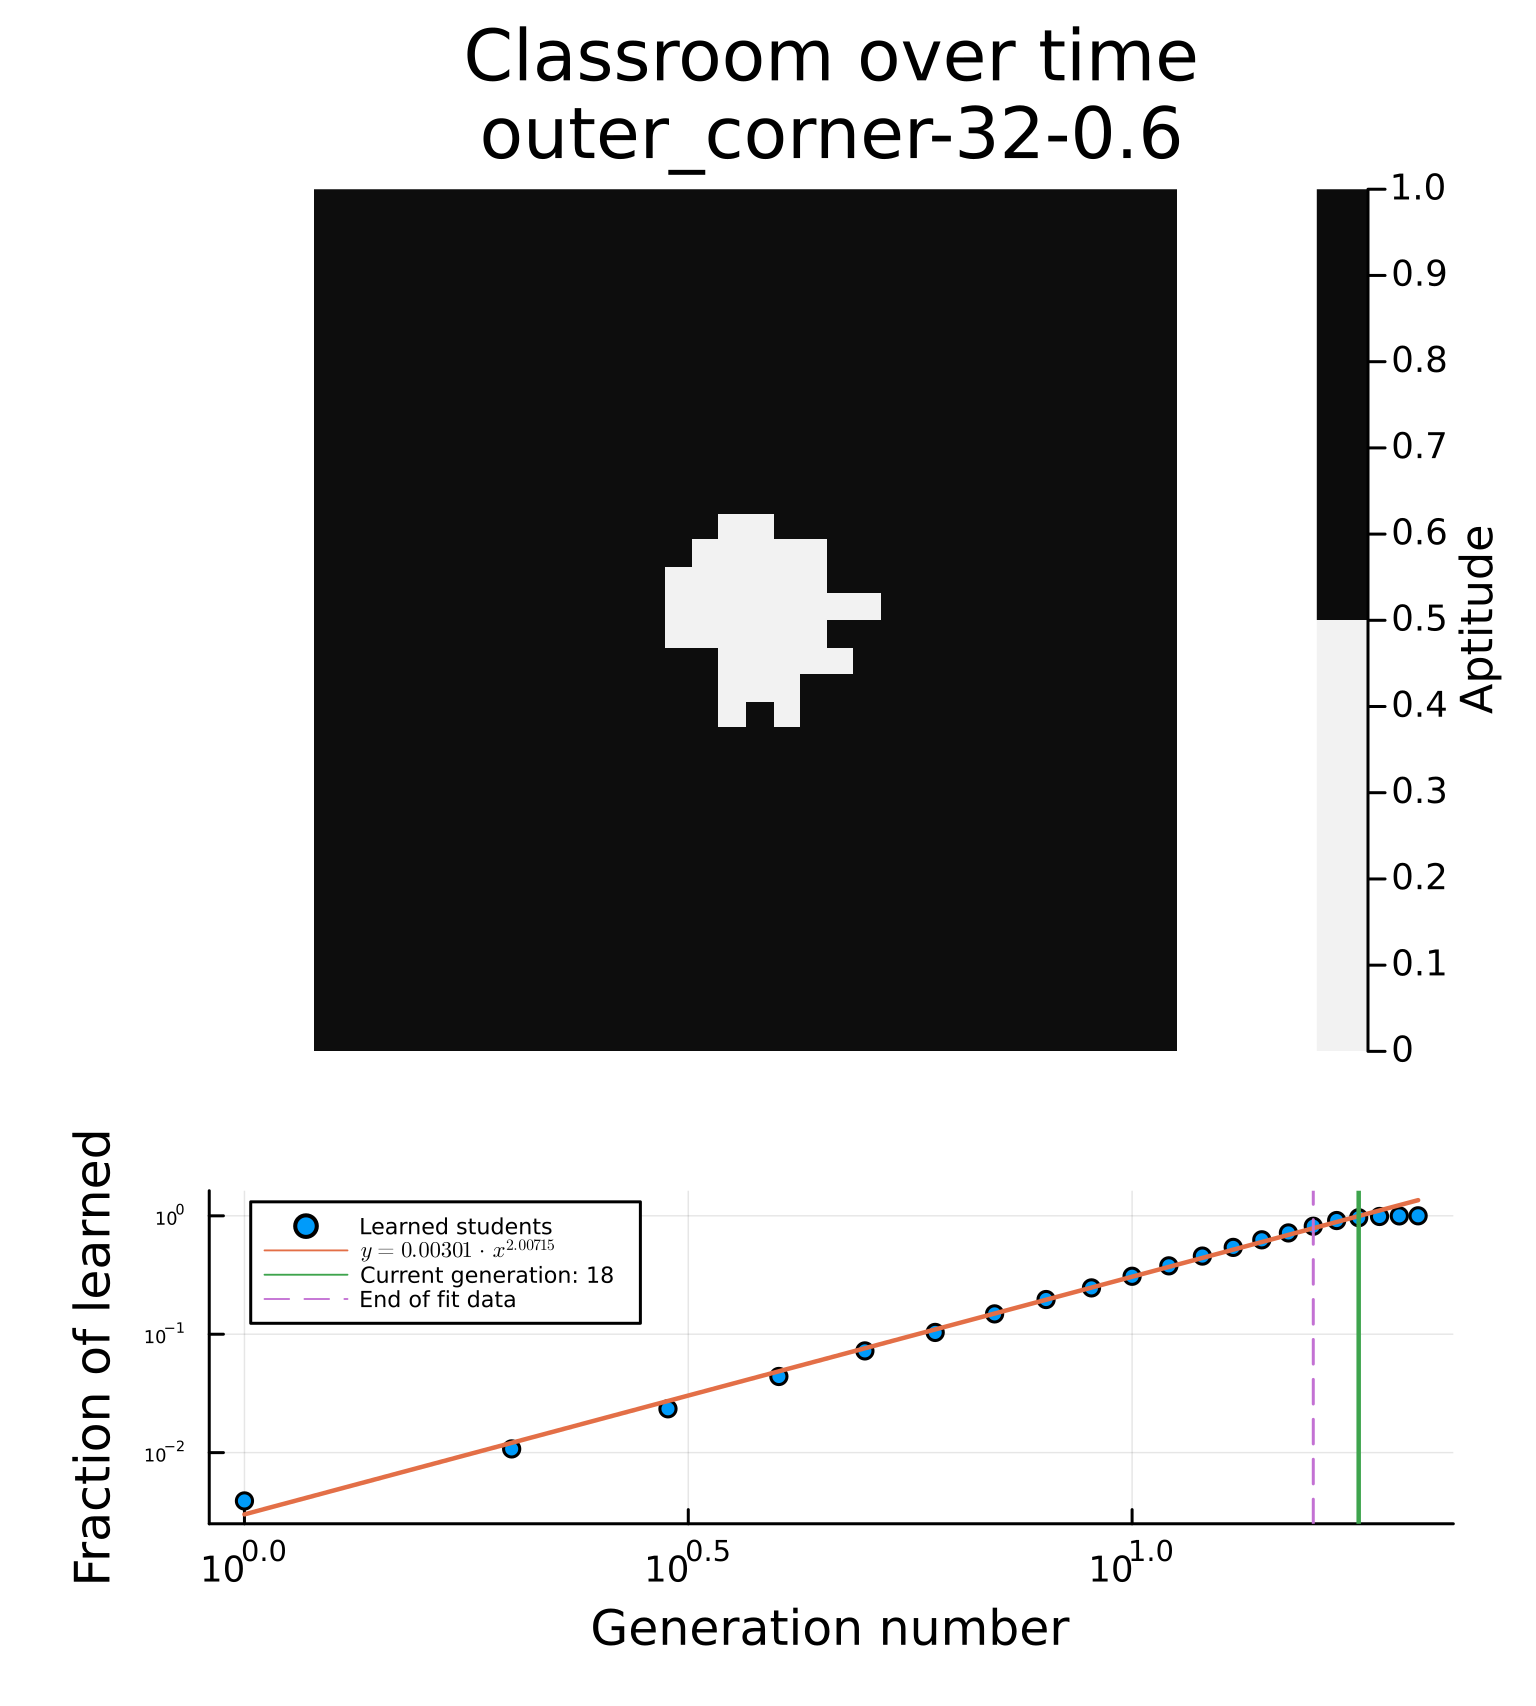 Classroom over time
outer_corner-32-0.6
1.0
0.9
0.8
0.7
0.6
0.5
0.4
0.3
0.2
0.1
0
Aptitude
Fraction of learned
10^0
10^-1
10^-2
Learned students
y = 0.00301 · x^2.00715
Current generation: 18
End of fit data
10^0.0
10^0.5
10^1.0
Generation number